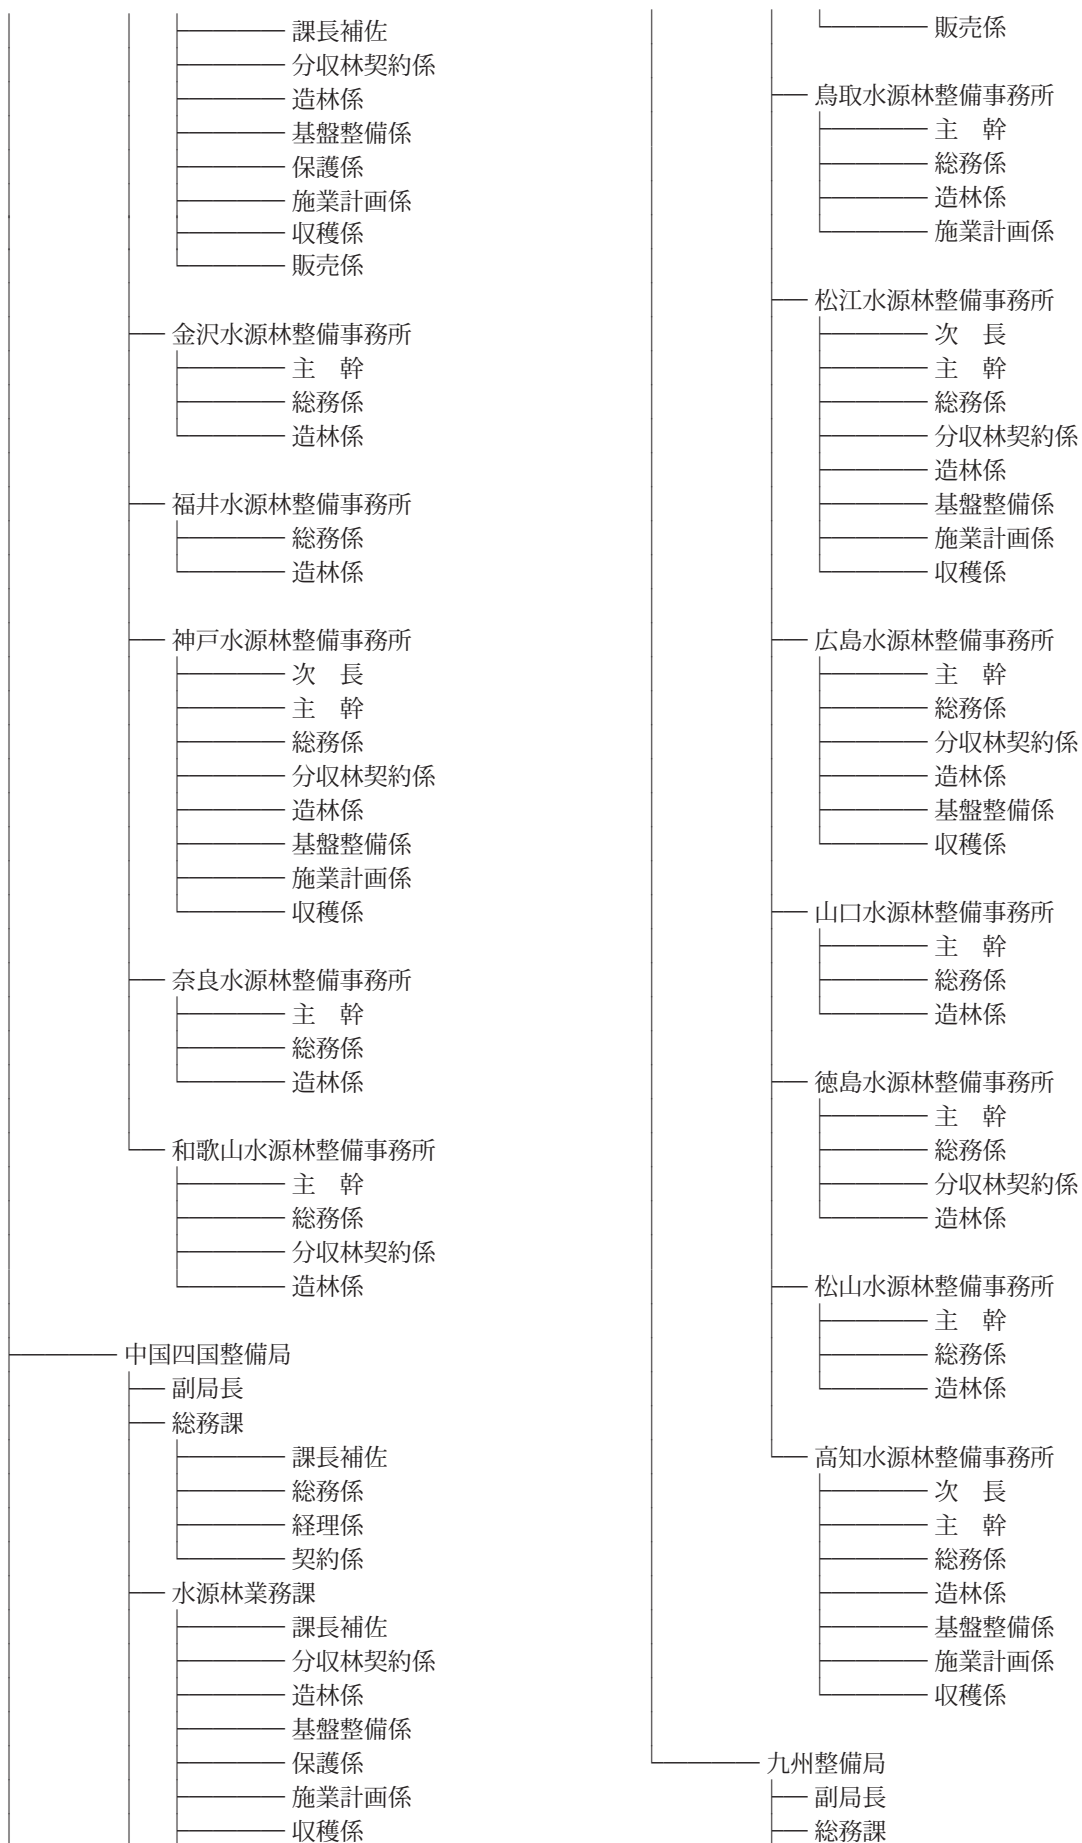 課長補佐
分収林契約係
造林係
基盤整備係
保護係
施業計画係
収穫係
販売係
金沢水源林整備事務所
主　幹
総務係
造林係
福井水源林整備事務所
総務係
造林係
神戸水源林整備事務所
次　長
主　幹
総務係
分収林契約係
造林係
基盤整備係
施業計画係
収穫係
奈良水源林整備事務所
主　幹
総務係
造林係
和歌山水源林整備事務所
主　幹
総務係
分収林契約係
造林係
中国四国整備局
副局長
総務課
課長補佐
総務係
経理係
契約係
水源林業務課
課長補佐
分収林契約係
造林係
基盤整備係
保護係
施業計画係
収穫係
販売係
鳥取水源林整備事務所
主　幹
総務係
造林係
施業計画係
松江水源林整備事務所
次　長
主　幹
総務係
分収林契約係
造林係
基盤整備係
施業計画係
収穫係
広島水源林整備事務所
主　幹
総務係
分収林契約係
造林係
基盤整備係
収穫係
山口水源林整備事務所
主　幹
総務係
造林係
徳島水源林整備事務所
主　幹
総務係
分収林契約係
造林係
松山水源林整備事務所
主　幹
総務係
造林係
高知水源林整備事務所
次　長
主　幹
総務係
造林係
基盤整備係
施業計画係
収穫係
九州整備局
副局長
総務課